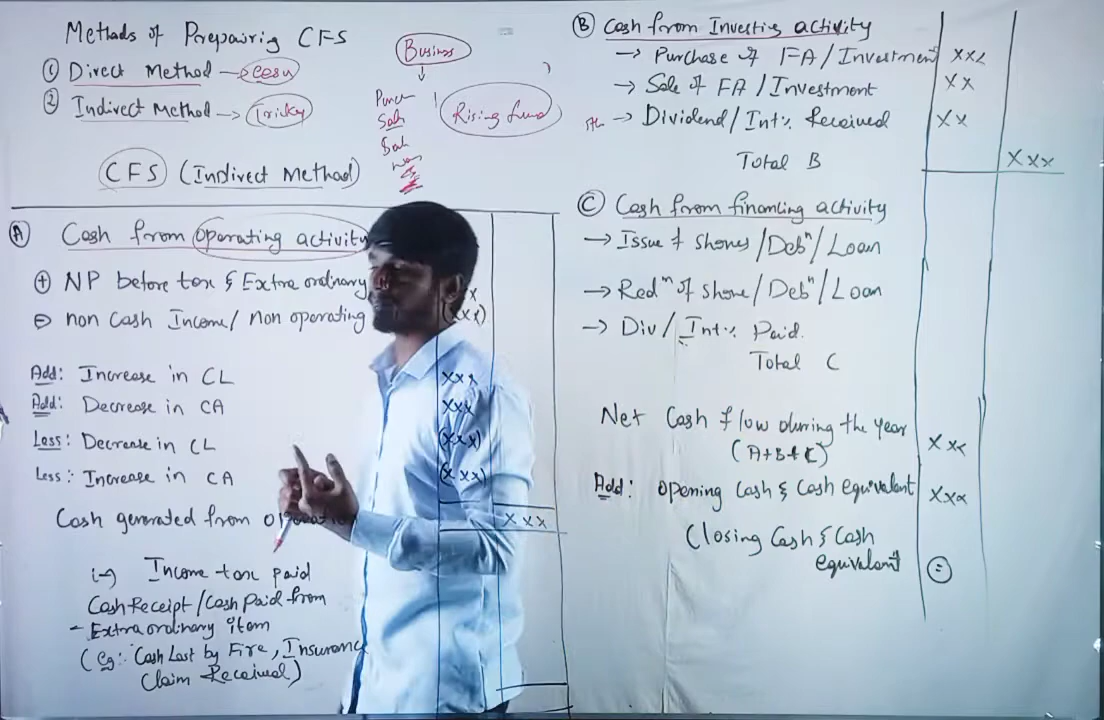 Methods of Prepairig CFS
① Direct Method → easy
② Indirect Method → Tricky
CFS (Indirect Method)
Business
Rising fund
Ⓐ Cash from operating activity
⊕ NP before tax & Extra ordinary x
⊖ non Cash Income/ Non operating (xxx)
Add: Increase in CL xxx
Add: Decrease in CA xxx
Less: Decrease in CL (xxx)
Less: Increase in CA (xxx)
Cash generated from xxx
(-) Income tax paid
Cash Receipt/Cash Paid from
- Extra ordinary item
(eg: Cash Lost by Fire, Insuranc
Claim Received)
Ⓑ Cash from Investig activity
→ Purchase of FA/Investment xxx
→ Sale of FA/Investment xx
→ Dividend/Int: Received xx
Total B xxx
Ⓒ Cash from financing activity
→ Issue of shares/Debⁿ/Loan
→ Redⁿ of share/Debⁿ/Loan
→ Div/Int: Paid.
Total C
Net Cash flow during the year xxx
(A+B+C)
Add: Opening Cash & Cash equivalent xxx
Closing Cash & Cash
equivalent =